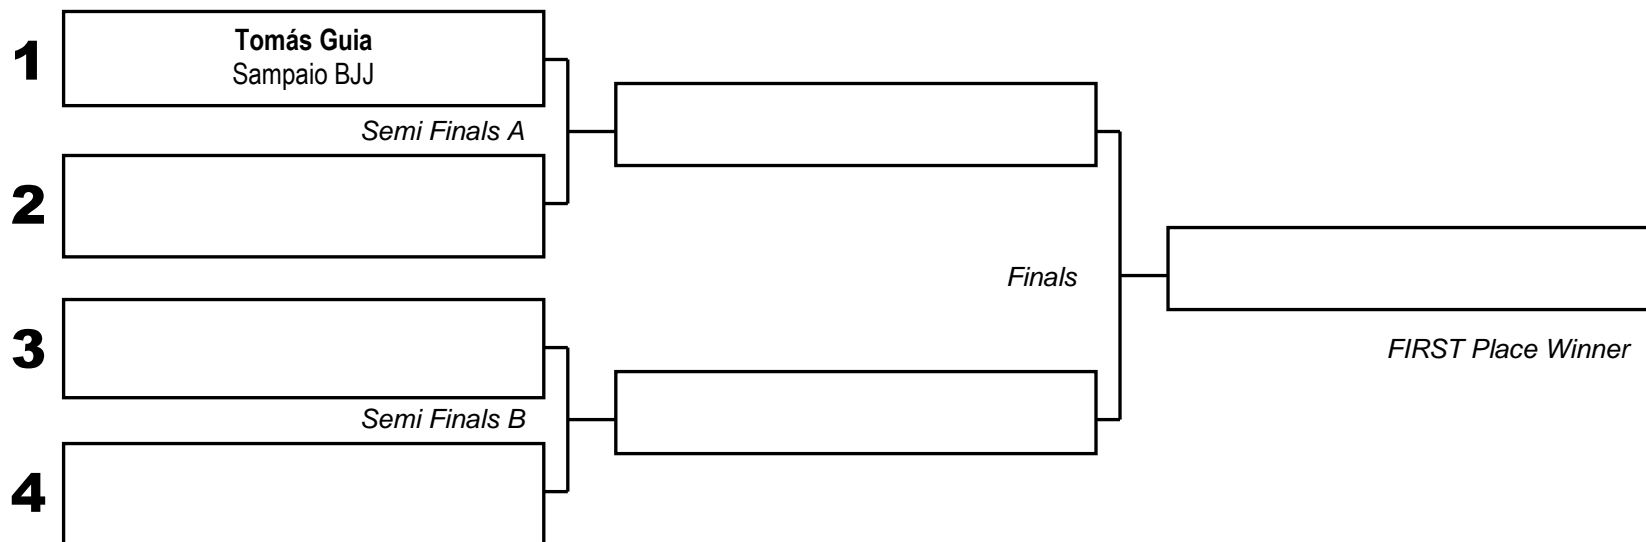 1
Tomás Guia
Sampaio BJJ
Semi Finals A
2
Finals
3
FIRST Place Winner
Semi Finals B
4